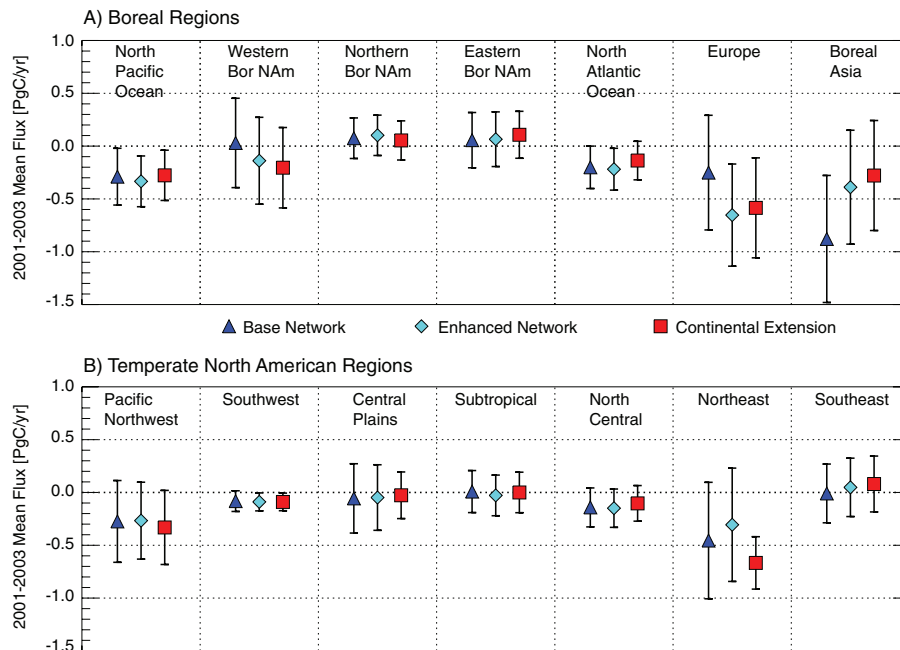 A) Boreal Regions
2001-2003 Mean Flux [PgC/yr]
1.0
0.5
0.0
-0.5
-1.0
-1.5
North
Pacific
Ocean
Western
Bor NAm
Northern
Bor NAm
Eastern
Bor NAm
North
Atlantic
Ocean
Europe
Boreal
Asia
Base Network
Enhanced Network
Continental Extension
B) Temperate North American Regions
2001-2003 Mean Flux [PgC/yr]
1.0
0.5
0.0
-0.5
-1.0
-1.5
Pacific
Northwest
Southwest
Central
Plains
Subtropical
North
Central
Northeast
Southeast